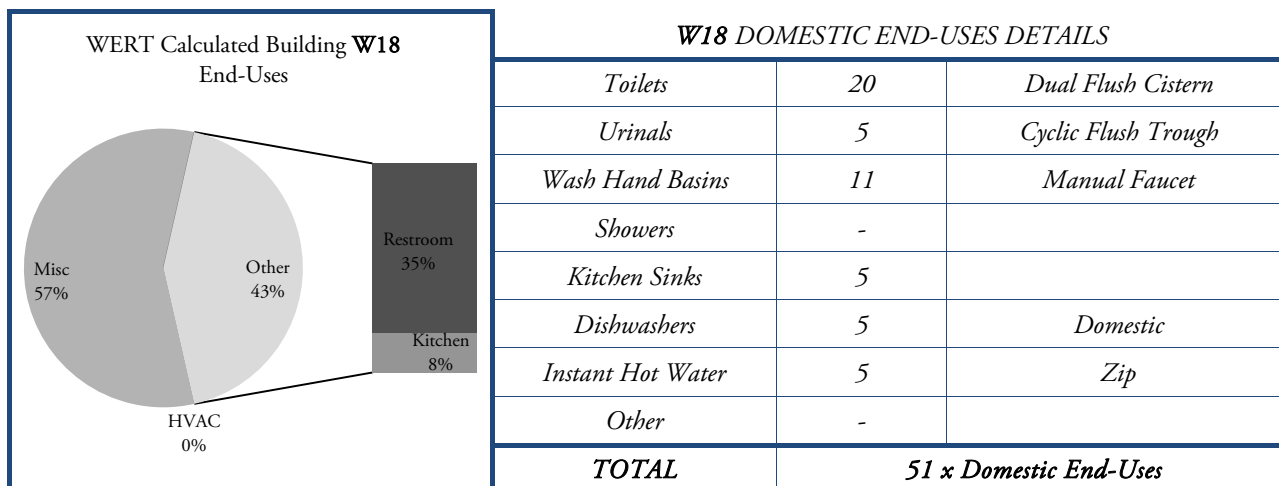 WERT Calculated Building W18
End-Uses
Misc
57%
Other
43%
Restroom
35%
Kitchen
8%
HVAC
0%
W18 DOMESTIC END-USES DETAILS
Toilets 20 Dual Flush Cistern
Urinals 5 Cyclic Flush Trough
Wash Hand Basins 11 Manual Faucet
Showers -
Kitchen Sinks 5
Dishwashers 5 Domestic
Instant Hot Water 5 Zip
Other -
TOTAL 51 x Domestic End-Uses